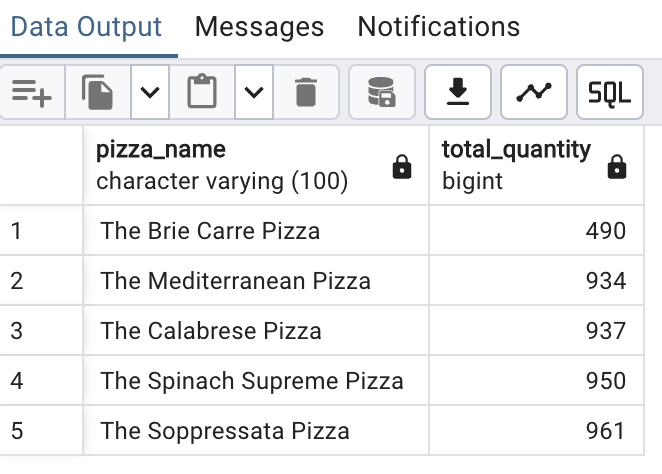 Data Output Messages Notifications
SQL
pizza_name total_quantity
character varying (100) bigint
1 The Brie Carre Pizza 490
2 The Mediterranean Pizza 934
3 The Calabrese Pizza 937
4 The Spinach Supreme Pizza 950
5 The Soppressata Pizza 961